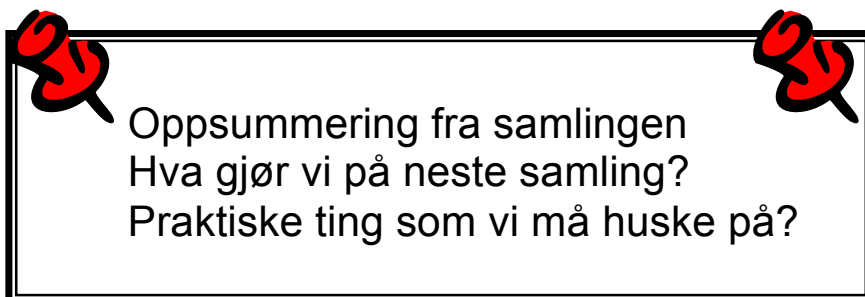 Oppsummering fra samlingen
Hva gjør vi på neste samling?
Praktiske ting som vi må huske på?